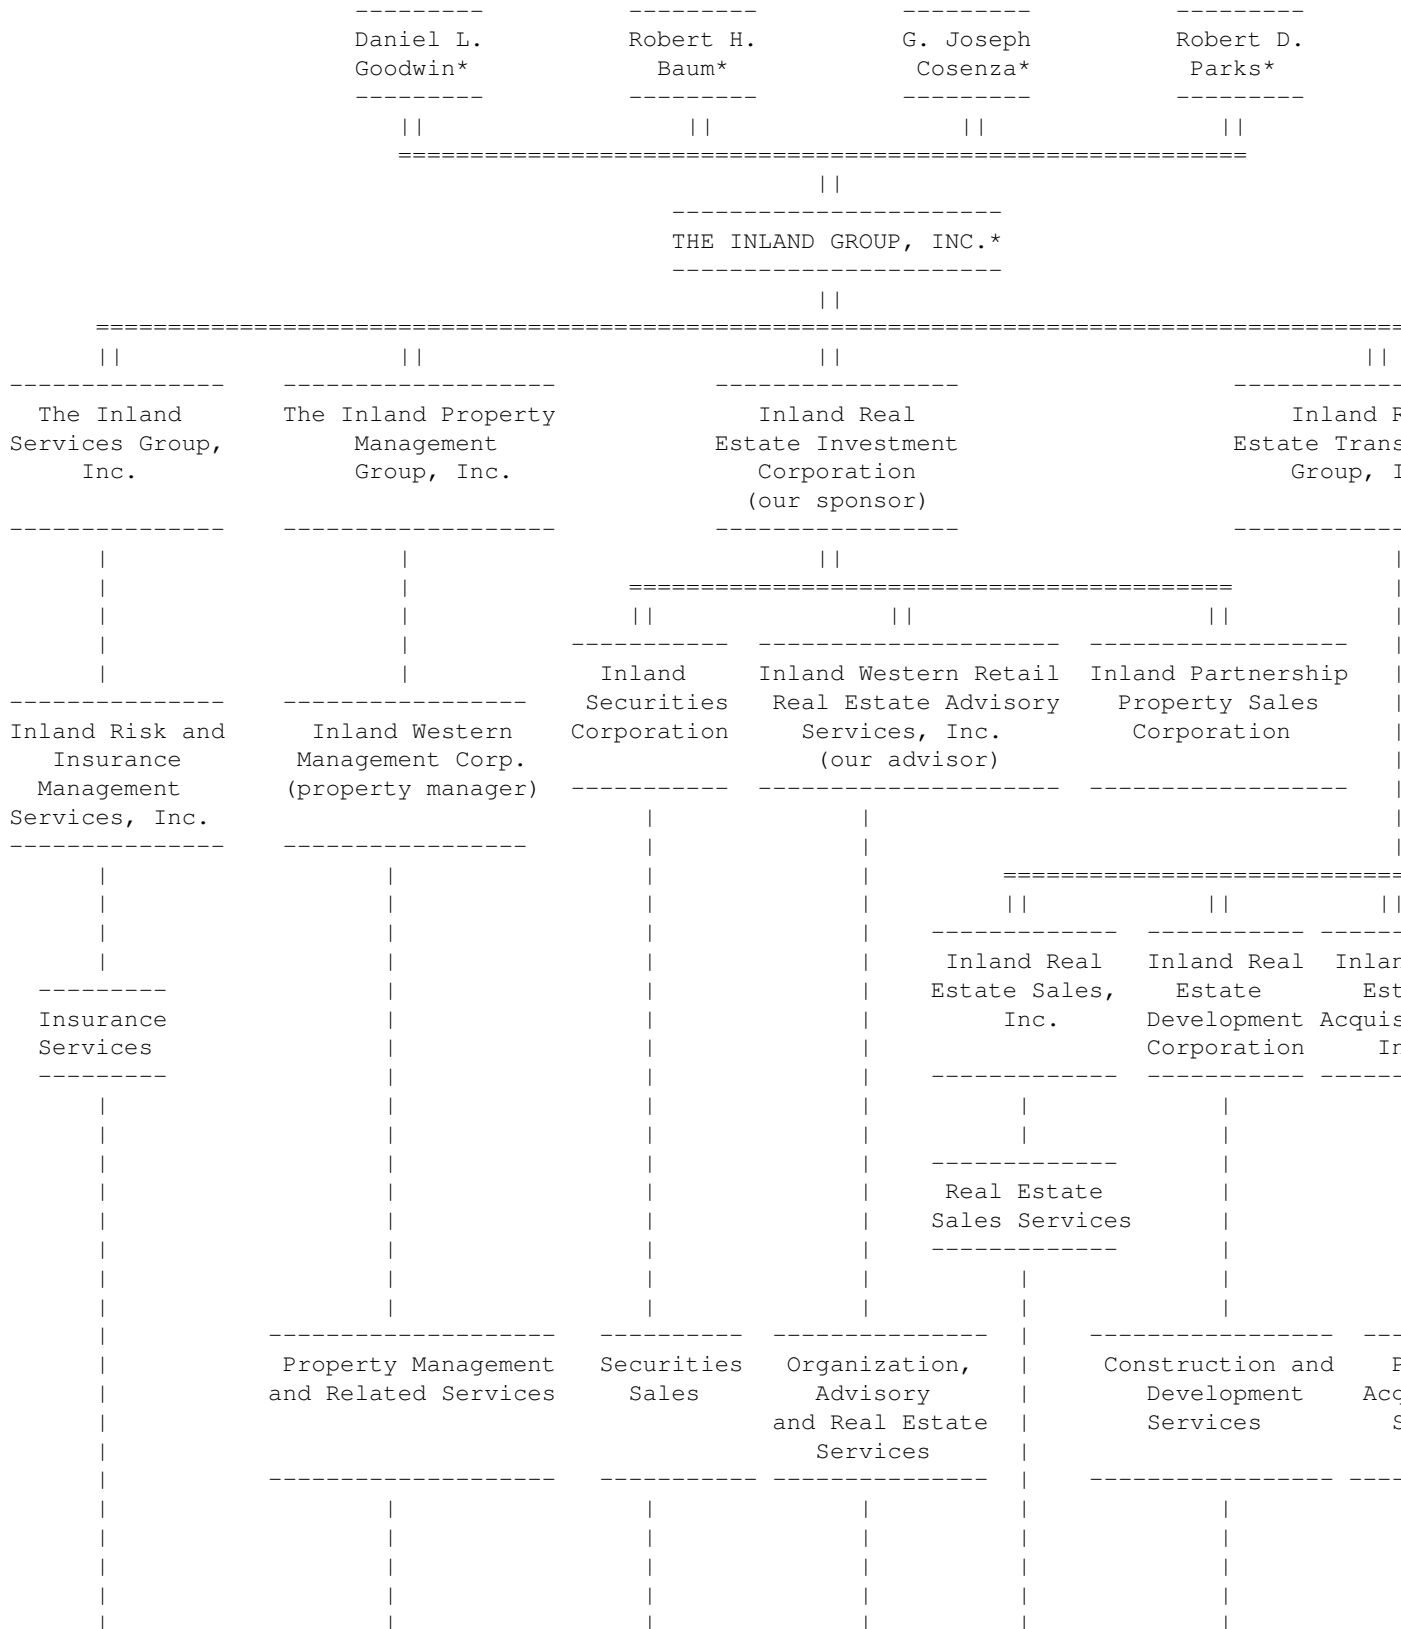 Daniel L. Robert H. G. Joseph Robert D.
Goodwin* Baum* Cosenza* Parks*
THE INLAND GROUP, INC.*
The Inland The Inland Property Inland Real Inland
Services Group, Management Estate Investment Estate
Inc. Group, Inc. Corporation Group,
(our sponsor)
Inland Inland Western Retail Inland Partnership
Securities Real Estate Advisory Property Sales
Inland Risk and Inland Western Corporation Services, Inc. Corporation
Insurance Management Corp. (our advisor)
Management (property manager)
Services, Inc.
Inland Real Inland Real
Estate Sales, Estate
Insurance Inc. Development
Services Corporation
Real Estate
Sales Services
Property Management Securities Organization, Construction and
and Related Services Sales Advisory Development
and Real Estate Services
Services